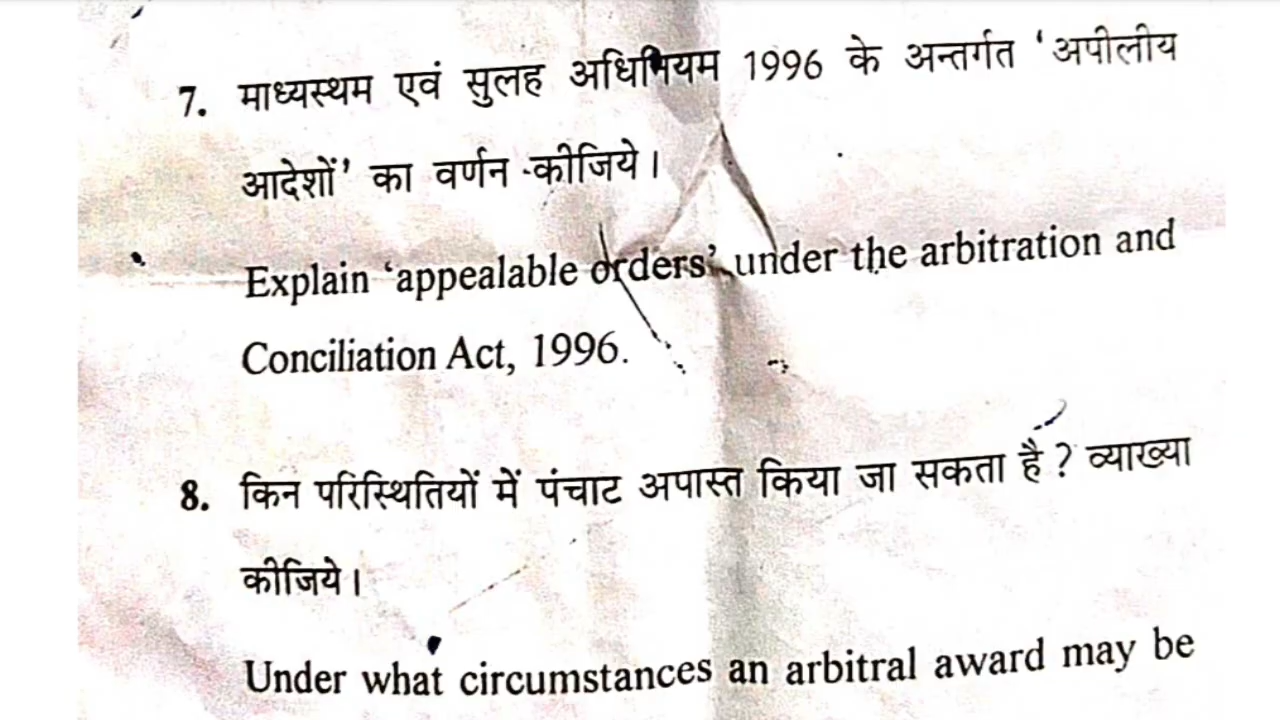 7. माध्यस्थम एवं सुलह अधिनियम 1996 के अन्तर्गत ‘अपीलीय
आदेशों’ का वर्णन कीजिये।
Explain ‘appealable orders’ under the arbitration and
Conciliation Act, 1996.
8. किन परिस्थितियों में पंचाट अपास्त किया जा सकता है ? व्याख्या
कीजिये।
Under what circumstances an arbitral award may be